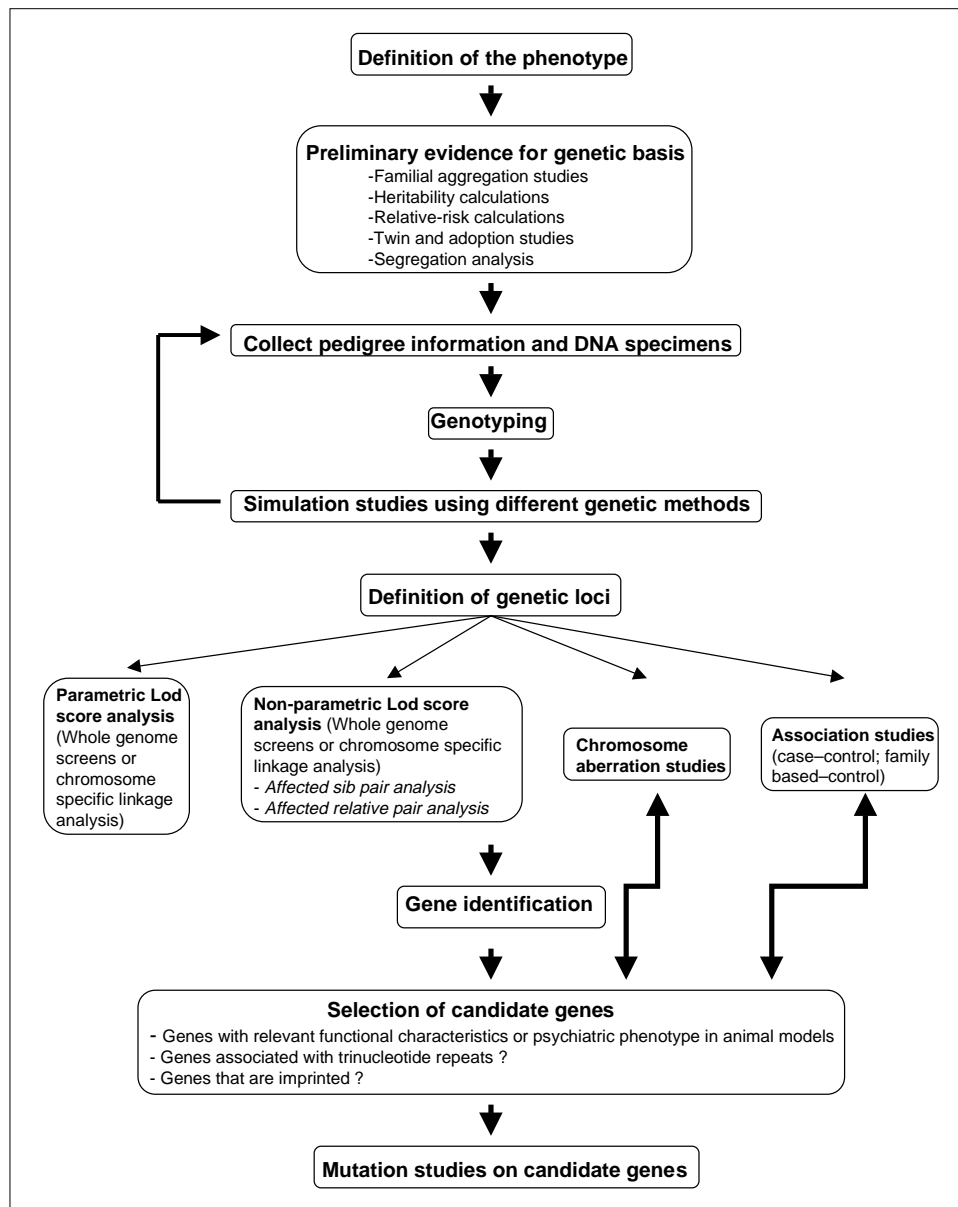 Definition of the phenotype
Preliminary evidence for genetic basis
-Familial aggregation studies
-Heritability calculations
-Relative-risk calculations
-Twin and adoption studies
-Segregation analysis
Collect pedigree information and DNA specimens
Genotyping
Simulation studies using different genetic methods
Definition of genetic loci
Parametric Lod
score analysis
(Whole genome
screens or
chromosome
specific linkage
analysis)
Non-parametric Lod score
analysis (Whole genome
screens or chromosome specific
linkage analysis)
- Affected sib pair analysis
- Affected relative pair analysis
Chromosome
aberration studies
Association studies
(case–control; family
based–control)
Gene identification
Selection of candidate genes
- Genes with relevant functional characteristics or psychiatric phenotype in animal models
- Genes associated with trinucleotide repeats ?
- Genes that are imprinted ?
Mutation studies on candidate genes